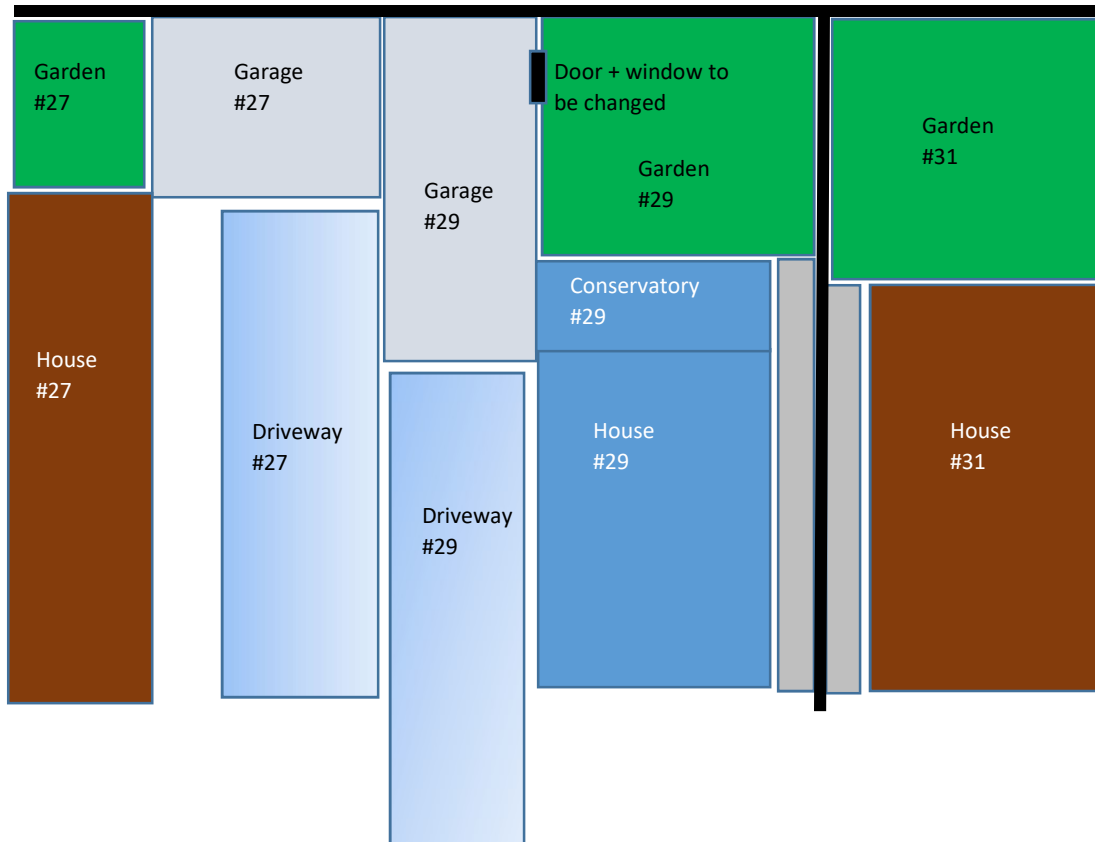 Garden
#27
Garage
#27
Garage
#29
Door + window to
be changed
Garden
#29
Garden
#31
Conservatory
#29
House
#27
Driveway
#27
Driveway
#29
House
#29
House
#31